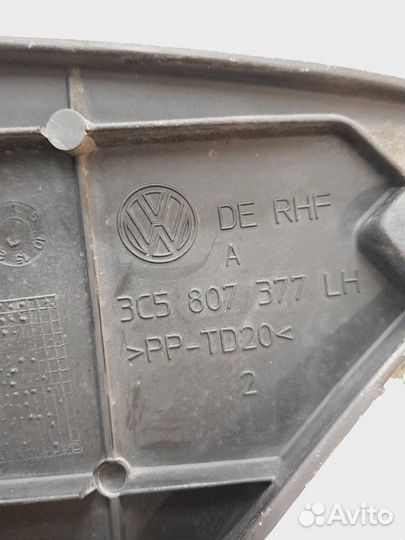 DE RHF
A
3C5 807 377 LH
>PP-TD20<
2
Avito